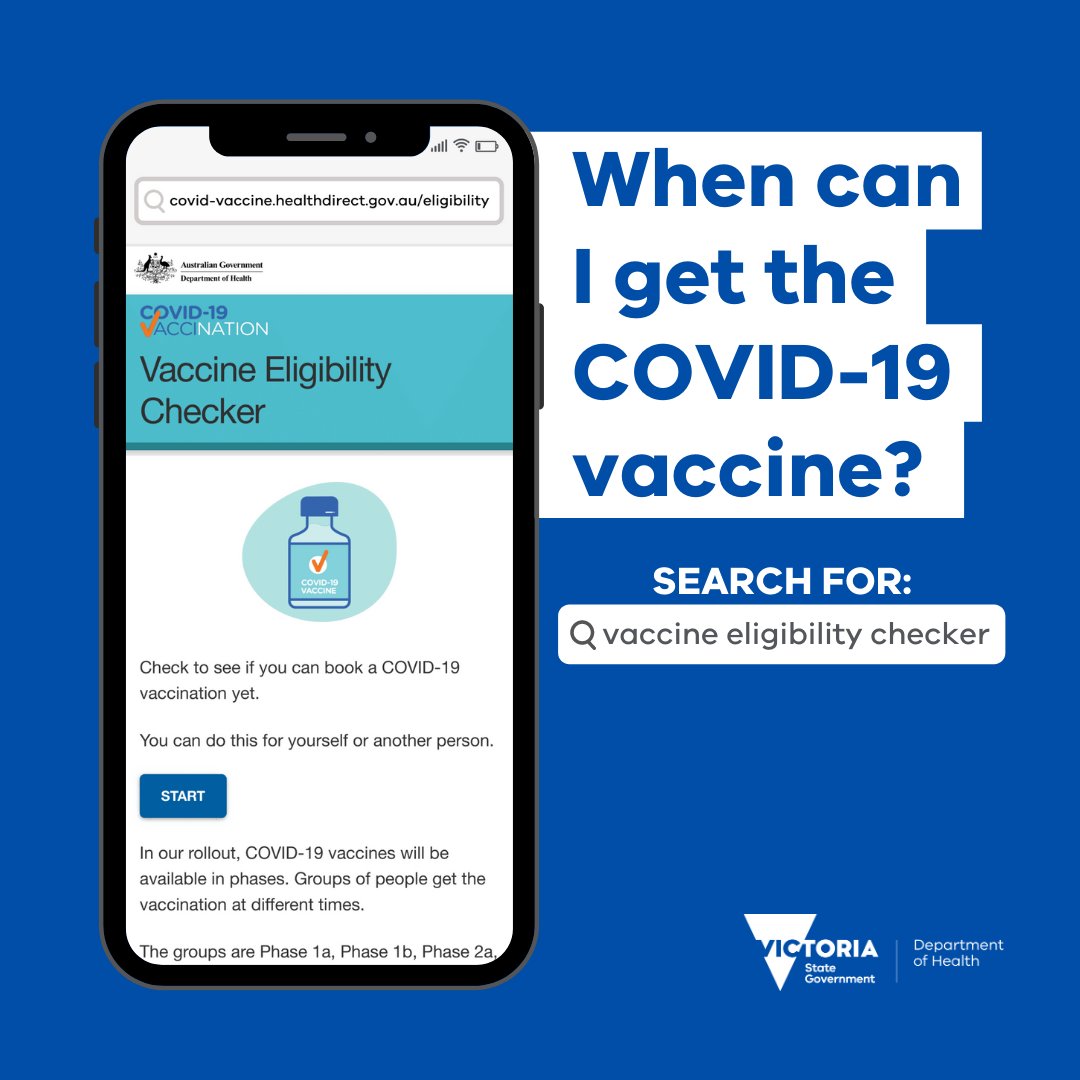 covid-vaccine.healthdirect.gov.au/eligibility
Australian Government
Department of Health
COVID-19
VACCINATION
Vaccine Eligibility
Checker
COVID-19
VACCINE
Check to see if you can book a COVID-19
vaccination yet.
You can do this for yourself or another person.
START
In our rollout, COVID-19 vaccines will be
available in phases. Groups of people get the
vaccination at different times.
The groups are Phase 1a, Phase 1b, Phase 2a,
When can
I get the
COVID-19
vaccine?
SEARCH FOR:
vaccine eligibility checker
VICTORIA
State
Government
Department
of Health